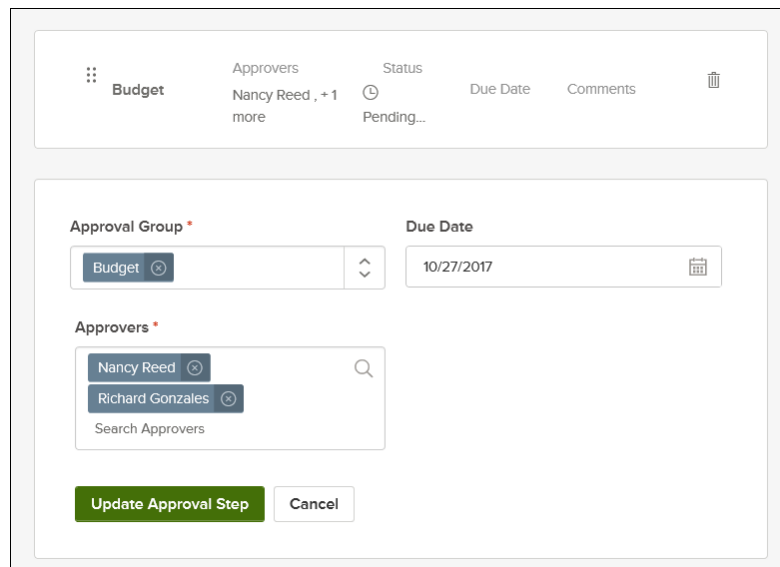 Budget
Approvers
Nancy Reed , + 1
more
Status
Pending...
Due Date
Comments
Approval Group *
Budget
Due Date
10/27/2017
Approvers *
Nancy Reed
Richard Gonzales
Search Approvers
Update Approval Step
Cancel